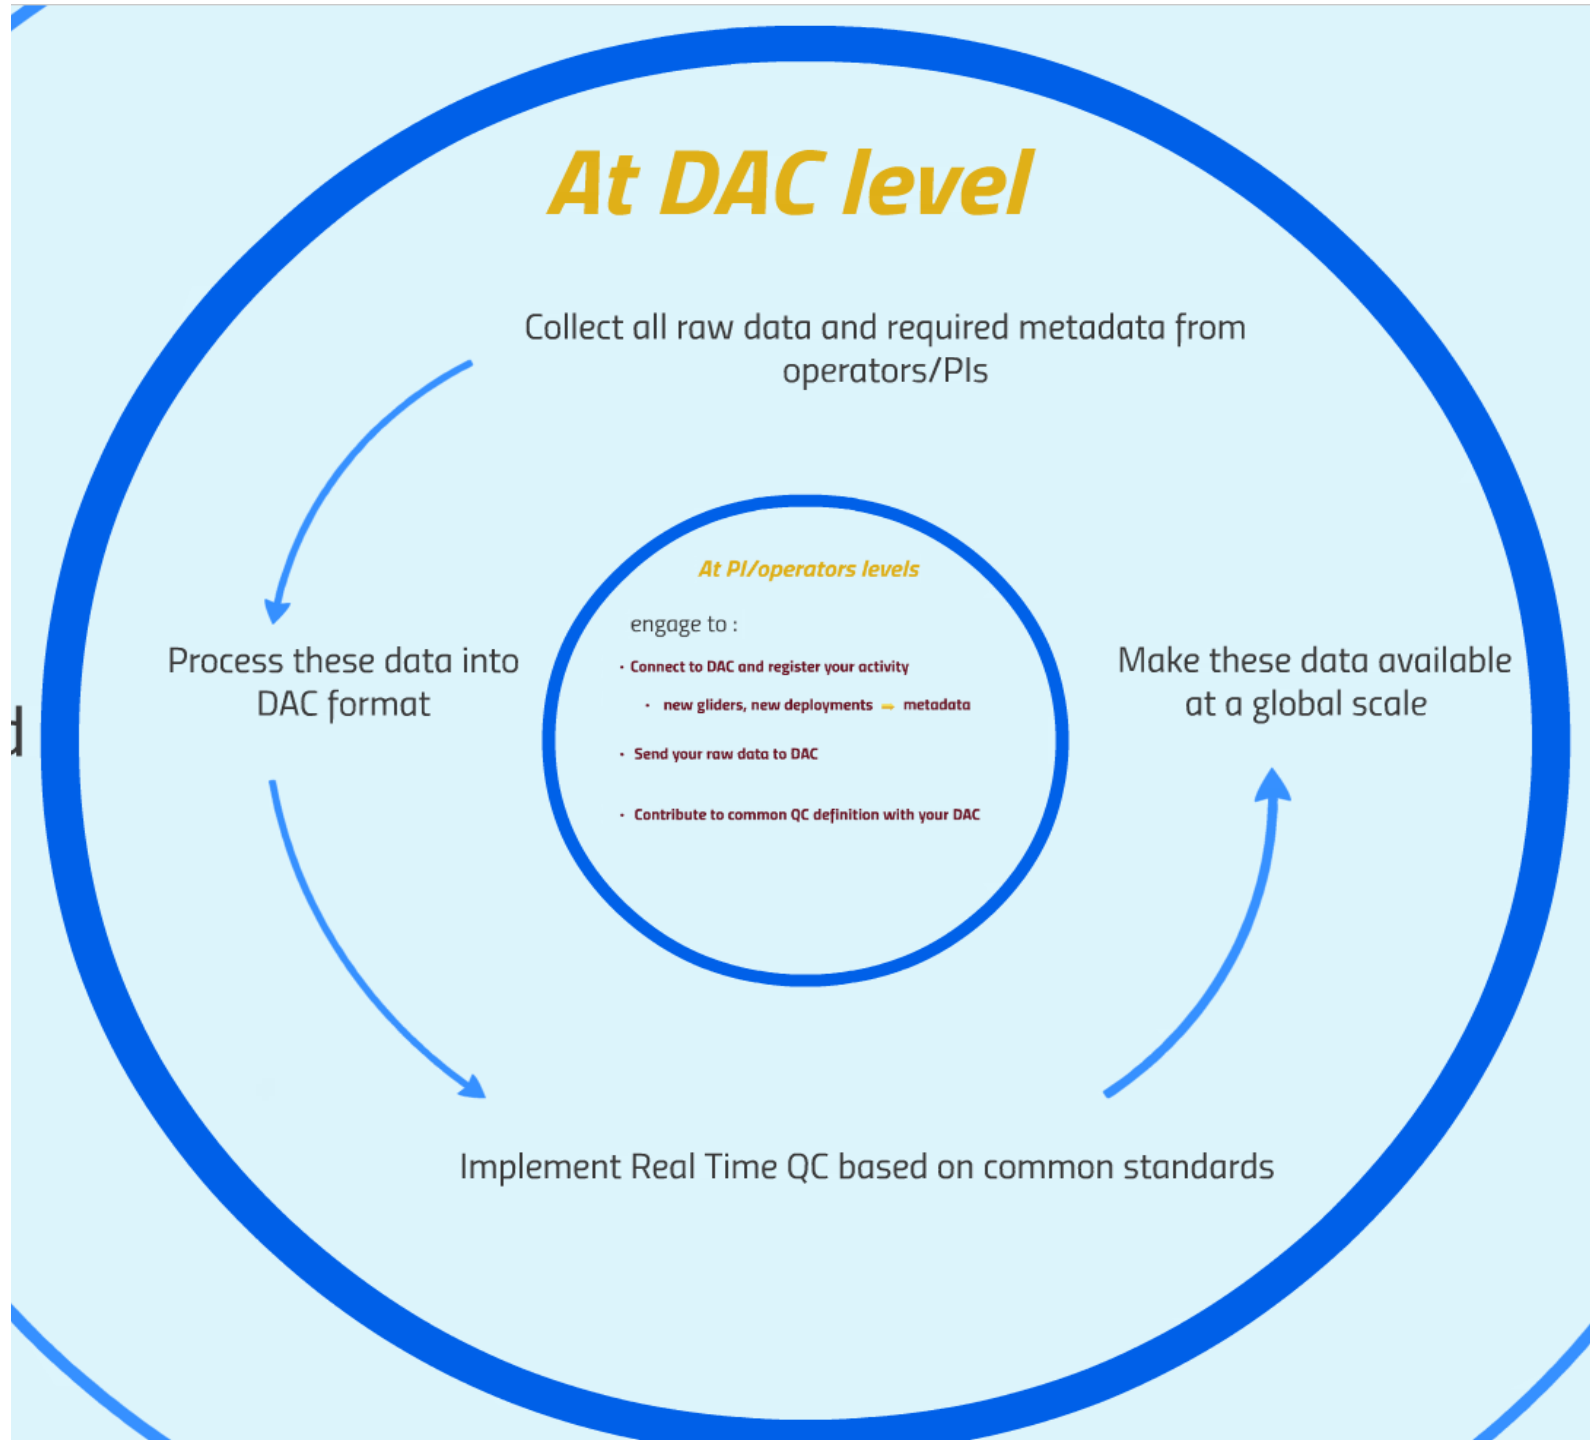 At DAC level
Collect all raw data and required metadata from
operators/PIs
At PI/operators levels
engage to :
· Connect to DAC and register your activity
· new gliders, new deployments ➡ metadata
· Send your raw data to DAC
· Contribute to common QC definition with your DAC
Process these data into
DAC format
Make these data available
at a global scale
Implement Real Time QC based on common standards